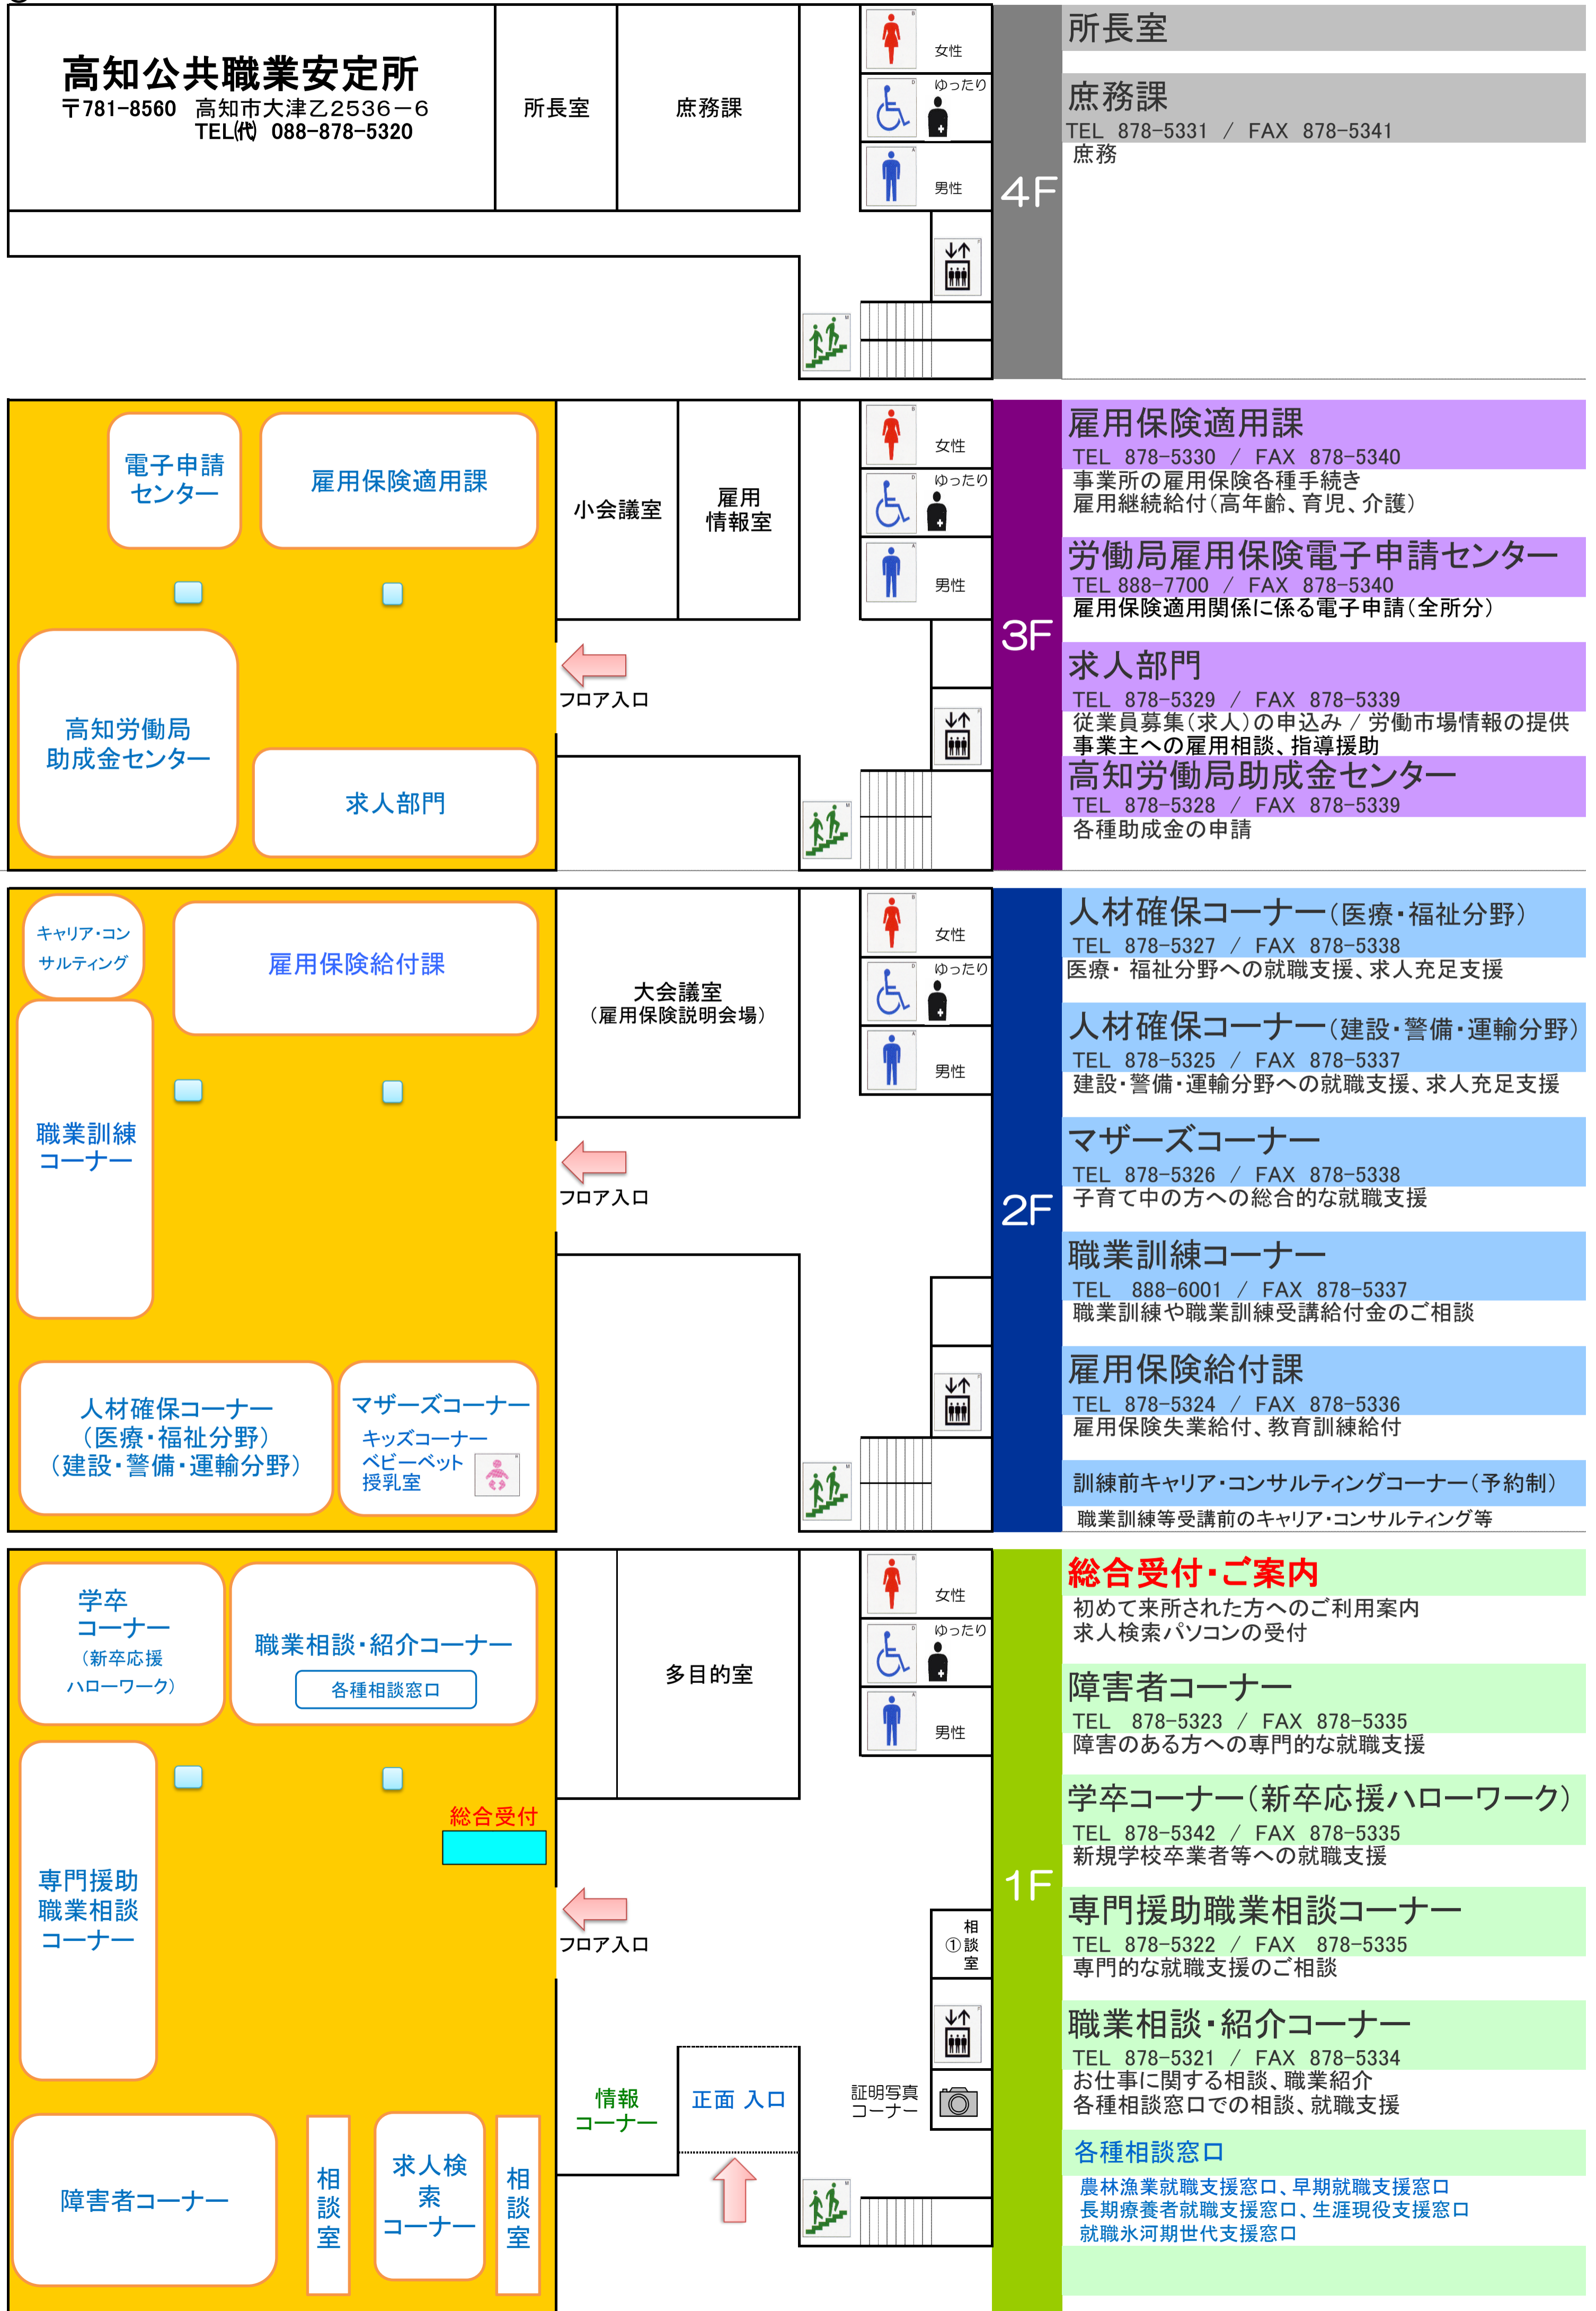 高知公共職業安定所
〒781-8560 高知市大津乙2536－6
TEL㈹ 088-878-5320
所長室
庶務課
女性
ゆったり
男性
4F
所長室
庶務課
TEL 878-5331 / FAX 878-5341
庶務
電子申請
センター
雇用保険適用課
小会議室
雇用
情報室
女性
ゆったり
男性
フロア入口
高知労働局
助成金センター
求人部門
3F
雇用保険適用課
TEL 878-5330 / FAX 878-5340
事業所の雇用保険各種手続き
雇用継続給付(高年齢、育児、介護)
労働局雇用保険電子申請センター
TEL 888-7700 / FAX 878-5340
雇用保険適用関係に係る電子申請(全所分)
求人部門
TEL 878-5329 / FAX 878-5339
従業員募集(求人)の申込み / 労働市場情報の提供
事業主への雇用相談、指導援助
高知労働局助成金センター
TEL 878-5328 / FAX 878-5339
各種助成金の申請
キャリア・コン
サルティング
雇用保険給付課
大会議室
(雇用保険説明会場)
女性
ゆったり
男性
職業訓練
コーナー
フロア入口
人材確保コーナー
(医療・福祉分野)
(建設・警備・運輸分野)
マザーズコーナー
キッズコーナー
ベビーベット
授乳室
2F
人材確保コーナー(医療・福祉分野)
TEL 878-5327 / FAX 878-5338
医療・福祉分野への就職支援、求人充足支援
人材確保コーナー(建設・警備・運輸分野)
TEL 878-5325 / FAX 878-5337
建設・警備・運輸分野への就職支援、求人充足支援
マザーズコーナー
TEL 878-5326 / FAX 878-5338
子育て中の方への総合的な就職支援
職業訓練コーナー
TEL 888-6001 / FAX 878-5337
職業訓練や職業訓練受講給付金のご相談
雇用保険給付課
TEL 878-5324 / FAX 878-5336
雇用保険失業給付、教育訓練給付
訓練前キャリア・コンサルティングコーナー(予約制)
職業訓練等受講前のキャリア・コンサルティング等
学卒
コーナー
(新卒応援
ハローワーク)
職業相談・紹介コーナー
各種相談窓口
多目的室
女性
ゆったり
男性
総合受付
専門援助
職業相談
コーナー
フロア入口
相談室
①
情報
コーナー
正面 入口
証明写真
コーナー
障害者コーナー
相談室
求人検
索
コーナー
相談室
1F
総合受付・ご案内
初めて来所された方へのご利用案内
求人検索パソコンの受付
障害者コーナー
TEL 878-5323 / FAX 878-5335
障害のある方への専門的な就職支援
学卒コーナー(新卒応援ハローワーク)
TEL 878-5342 / FAX 878-5335
新規学校卒業者等への就職支援
専門援助職業相談コーナー
TEL 878-5322 / FAX 878-5335
専門的な就職支援のご相談
職業相談・紹介コーナー
TEL 878-5321 / FAX 878-5334
お仕事に関する相談、職業紹介
各種相談窓口での相談、就職支援
各種相談窓口
農林漁業就職支援窓口、早期就職支援窓口
長期療養者就職支援窓口、生涯現役支援窓口
就職氷河期世代支援窓口